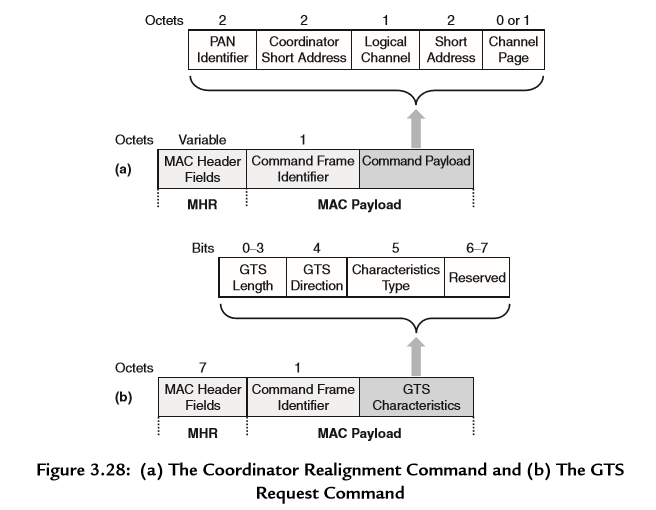 Octets 2 2 1 2 0 or 1
PAN Coordinator Logical Short Channel
Identifier Short Address Channel Address Page
Octets Variable 1
(a) MAC Header Command Frame Command Payload
Fields Identifier
MHR MAC Payload
Bits 0–3 4 5 6–7
GTS GTS Characteristics Reserved
Length Direction Type
Octets 7 1
(b) MAC Header Command Frame GTS
Fields Identifier Characteristics
MHR MAC Payload
Figure 3.28: (a) The Coordinator Realignment Command and (b) The GTS
Request Command